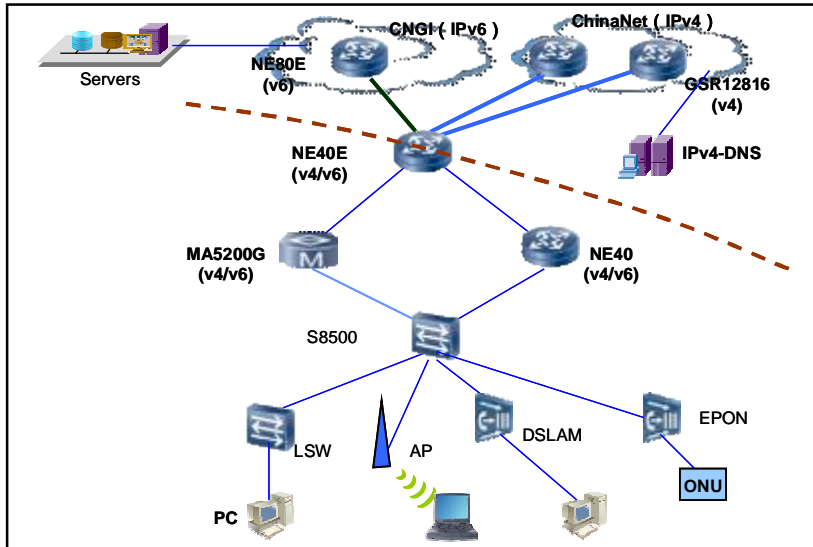 CNGI ( IPv6 )
ChinaNet ( IPv4 )
Servers
NE80E
(v6)
GSR12816
(v4)
NE40E
(v4/v6)
IPv4-DNS
MA5200G
(v4/v6)
M
NE40
(v4/v6)
S8500
LSW
AP
DSLAM
EPON
ONU
PC